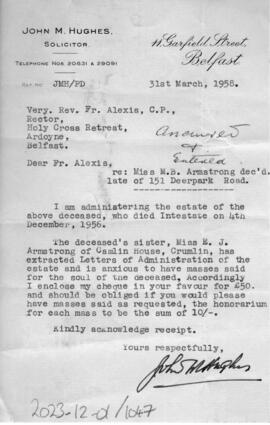 JOHN M. HUGHES,
SOLICITOR.
11 Garfield Street,
Belfast
TELEPHONE NOS 20631 & 29091
REF. NO. JMH/PD
31st March, 1958.
Very. Rev. Fr. Alexis, C.P.,
Rector,
Holy Cross Retreat,
Ardoyne,
Belfast.
Answered
&
Entered
Dear Fr. Alexis,
re: Miss M.B. Armstrong dec'd.
late of 151 Deerpark Road.
I am administering the estate of the
above deceased, who died Intestate on 4th
December, 1956.
The deceased's sister, Miss E. J.
Armstrong of Camlin House, Crumlin, has
extracted Letters of Administration of the
estate and is anxious to have masses said
for the soul of the deceased. Accordingly
I enclose my cheque in your favour for £50.
and should be obliged if you would please
have masses said as requested, the honorarium
for each mass to be the sum of 10/-.
Kindly acknowledge receipt.
Yours respectfully,
John M Hughes
2023-12-01/1047